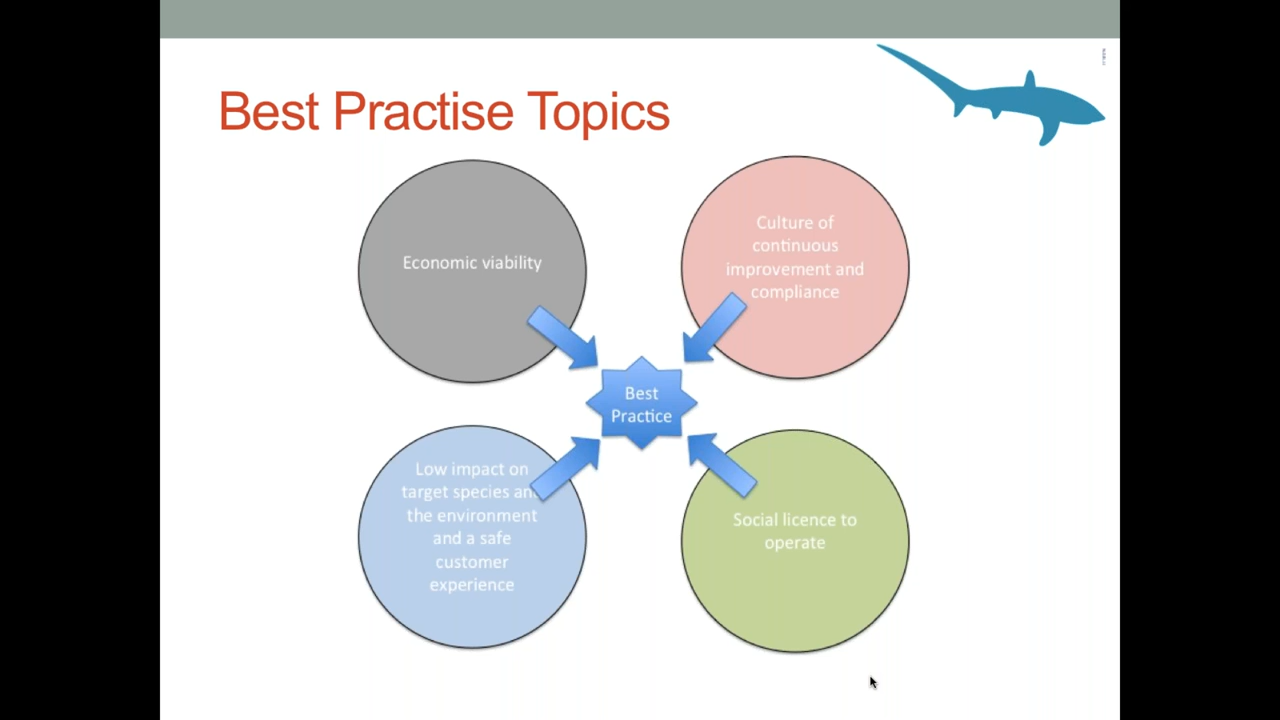 Best Practise Topics
Economic viability
Culture of
continuous
improvement and
compliance
Best
Practice
Low impact on
target species and
the environment
and a safe
customer
experience
Social licence to
operate